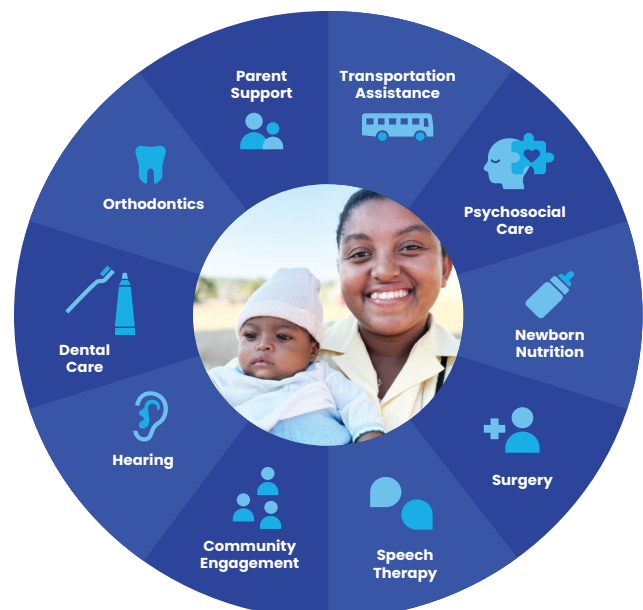 Parent
Support
Transportation
Assistance
Psychosocial
Care
Newborn
Nutrition
Surgery
Speech
Therapy
Community
Engagement
Hearing
Dental
Care
Orthodontics